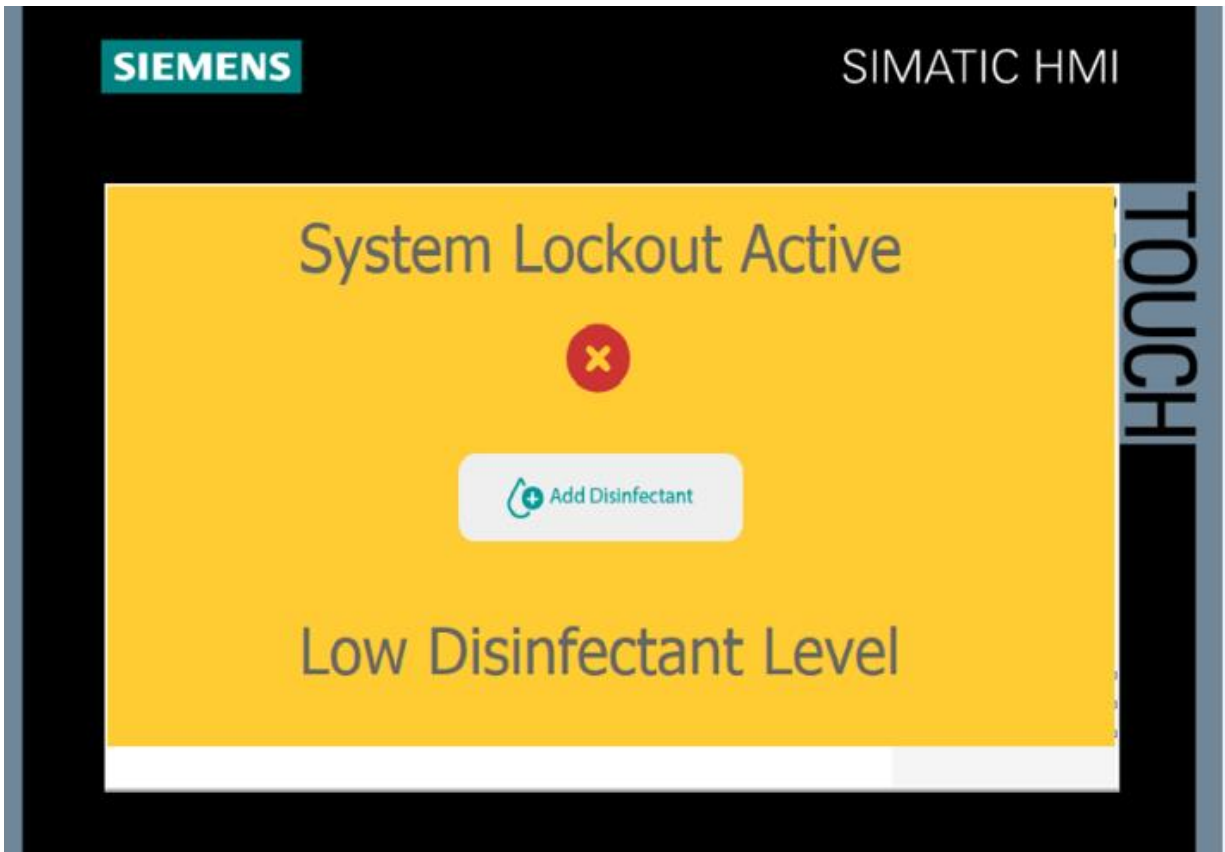 SIEMENS
SIMATIC HMI
TOUCH
System Lockout Active
Add Disinfectant
Low Disinfectant Level